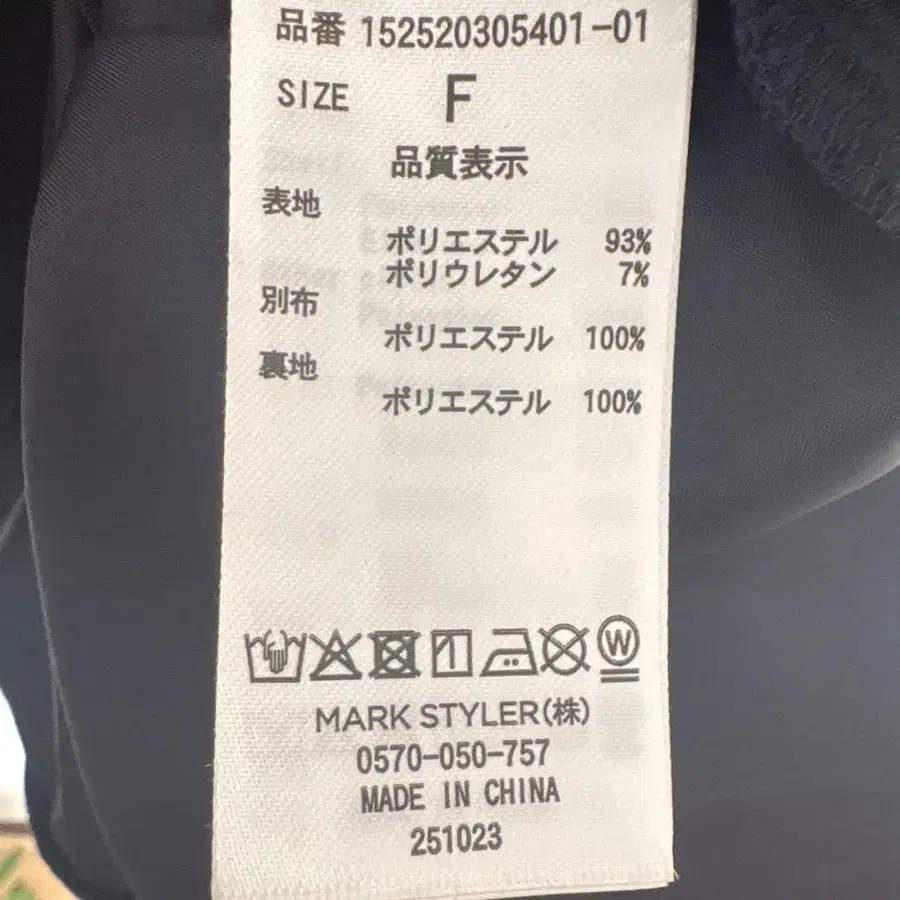 品番 152520305401-01
SIZE F
品質表示
表地
ポリエステル 93%
ポリウレタン 7%
別布
ポリエステル 100%
裏地
ポリエステル 100%
W
MARK STYLER(株)
0570-050-757
MADE IN CHINA
251023